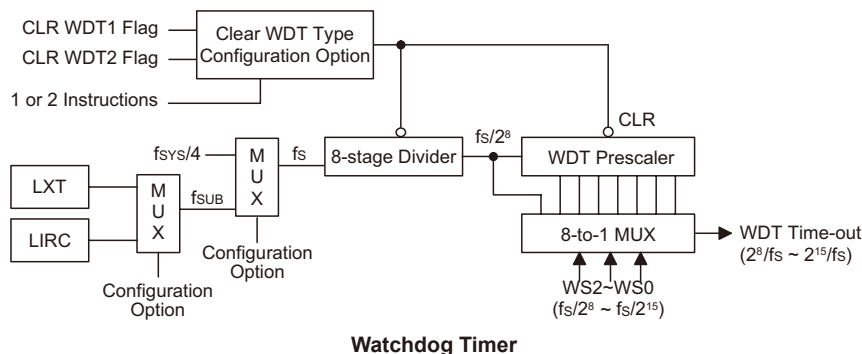 CLR WDT1 Flag
CLR WDT2 Flag
1 or 2 Instructions
Clear WDT Type
Configuration Option
CLR
fSYS/4
fS
8-stage Divider
fS/2⁸
WDT Prescaler
LXT
LIRC
M
U
X
fSUB
M
U
X
Configuration
Option
Configuration
Option
8-to-1 MUX
WDT Time-out
(2⁸/fS ~ 2¹⁵/fS)
WS2~WS0
(fS/2⁸ ~ fS/2¹⁵)
Watchdog Timer